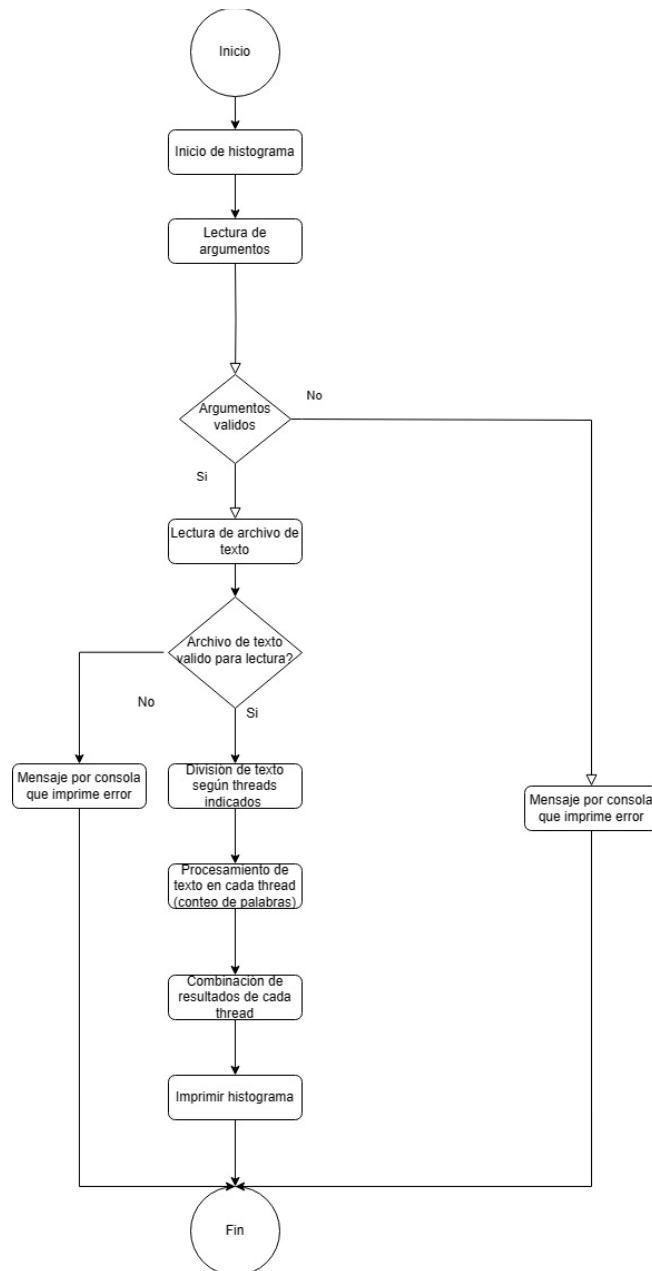 Inicio
Inicio de histograma
Lectura de
argumentos
Argumentos
validos
No
Si
Lectura de archivo de
texto
Archivo de texto
valido para lectura?
No
Si
Mensaje por consola
que imprime error
División de texto
según threads
indicados
Mensaje por consola
que imprime error
Procesamiento de
texto en cada thread
(conteo de palabras)
Combinación de
resultados de cada
thread
Imprimir histograma
Fin